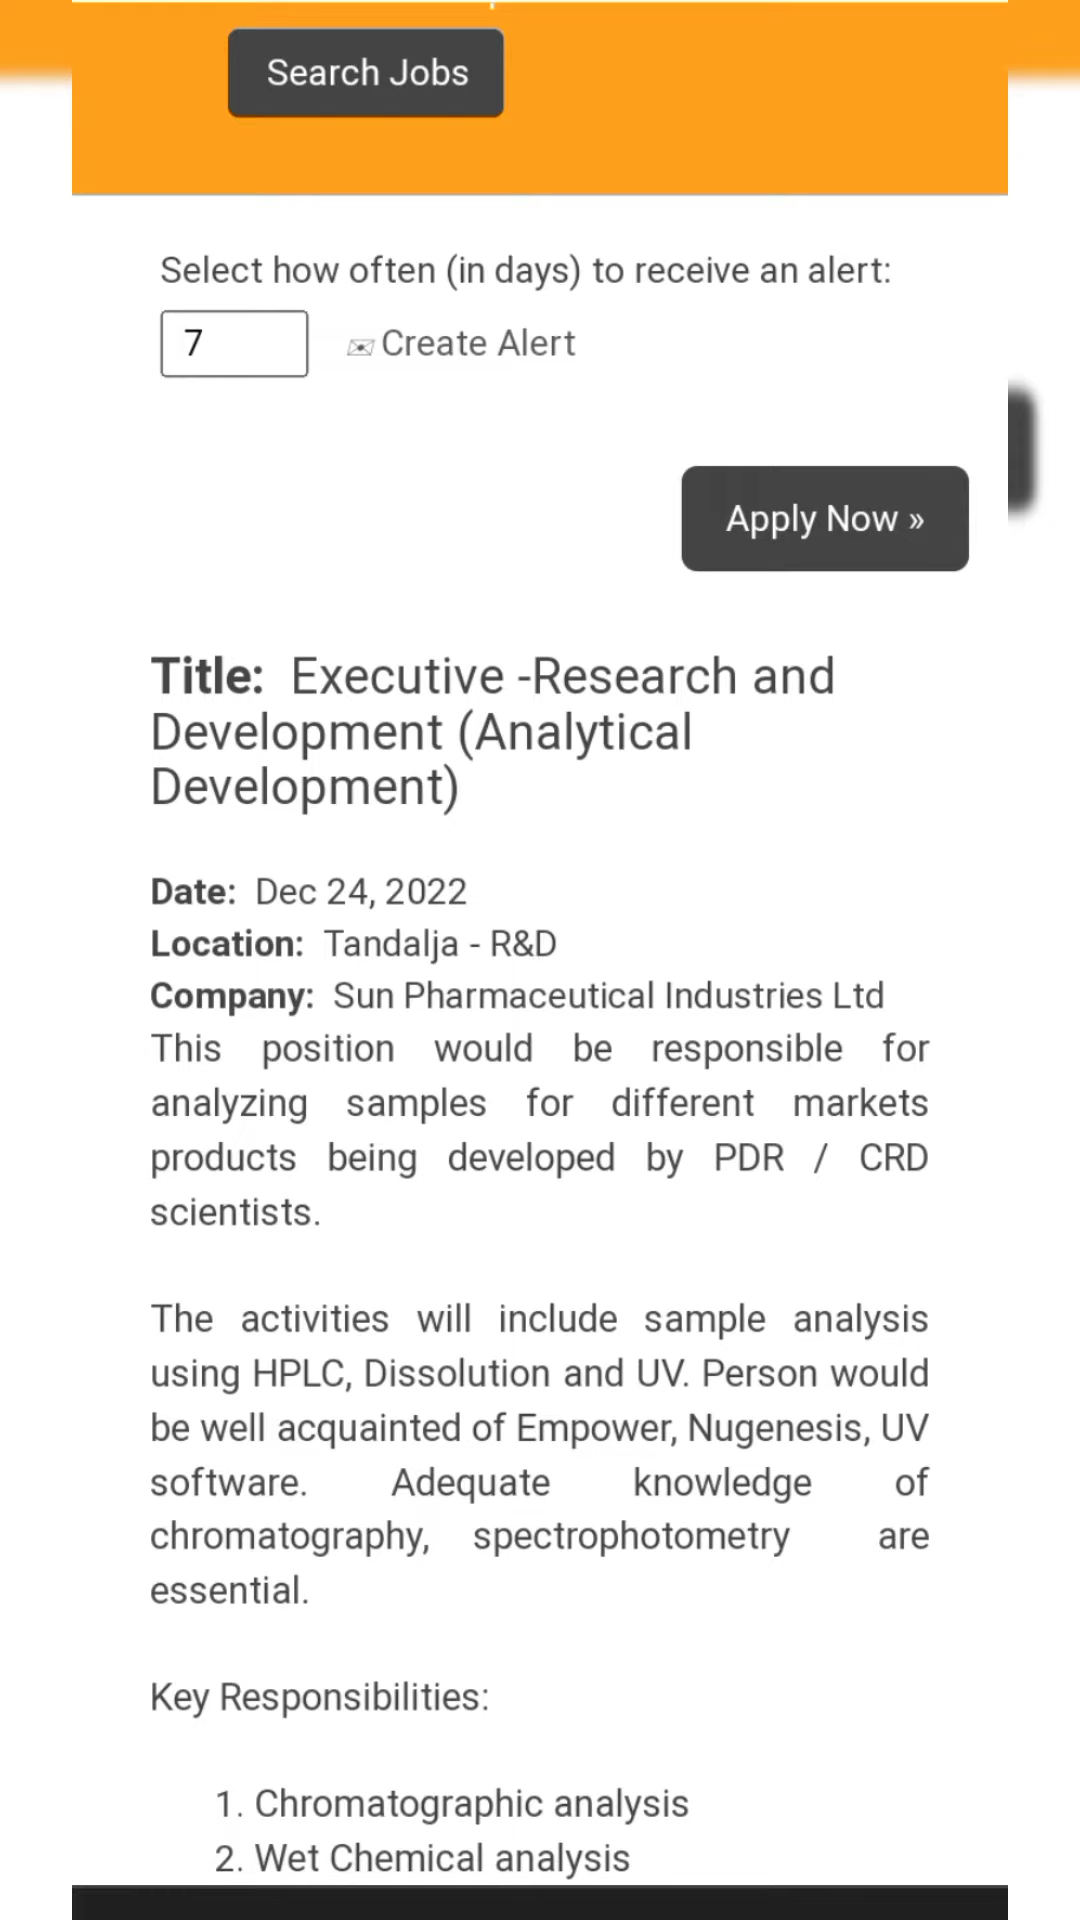 Search Jobs
Select how often (in days) to receive an alert:
7
Create Alert
Apply Now »
Title: Executive -Research and
Development (Analytical
Development)
Date: Dec 24, 2022
Location: Tandalja - R&D
Company: Sun Pharmaceutical Industries Ltd
This position would be responsible for
analyzing samples for different markets
products being developed by PDR / CRD
scientists.
The activities will include sample analysis
using HPLC, Dissolution and UV. Person would
be well acquainted of Empower, Nugenesis, UV
software. Adequate knowledge of
chromatography, spectrophotometry are
essential.
Key Responsibilities:
1. Chromatographic analysis
2. Wet Chemical analysis